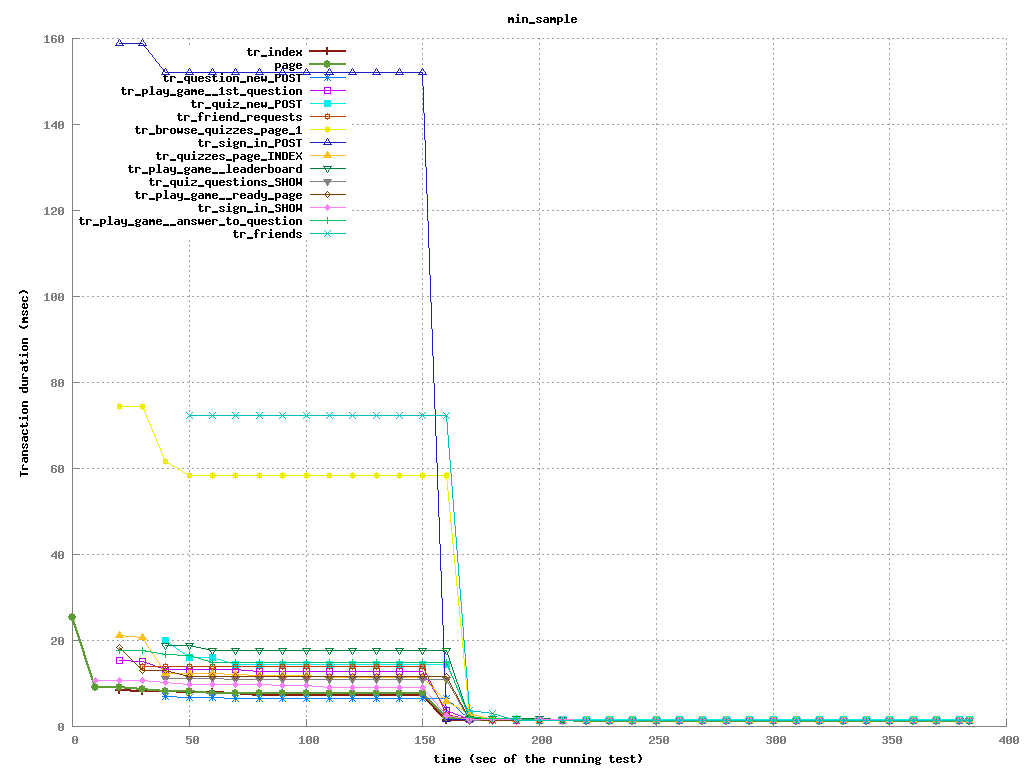 min_sample
160
140
120
100
80
60
40
20
0
Transaction duration (msec)
tr_index
page
tr_question_new_POST
tr_play_game__1st_question
tr_quiz_new_POST
tr_friend_requests
tr_browse_quizzes_page_1
tr_sign_in_POST
tr_quizzes_page_INDEX
tr_play_game__leaderboard
tr_quiz_questions_SHOW
tr_play_game__ready_page
tr_sign_in_SHOW
tr_play_game__answer_to_question
tr_friends
0 50 100 150 200 250 300 350 400
time (sec of the running test)